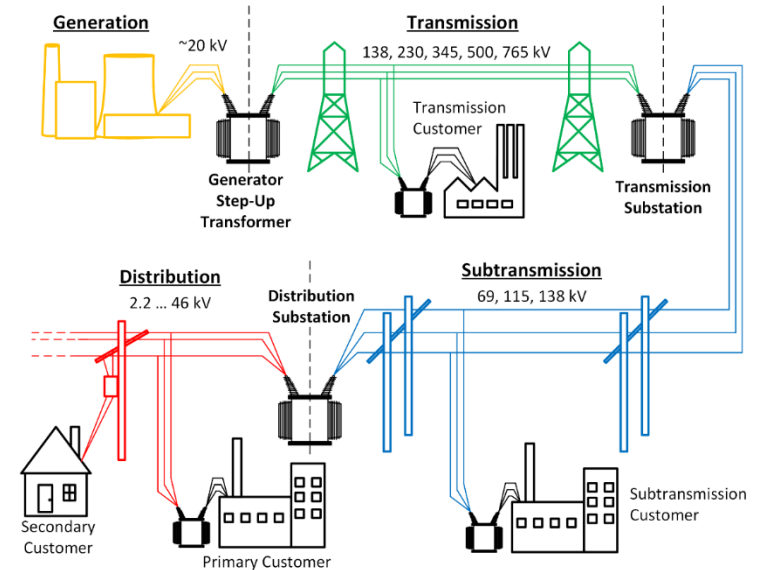 Generation
~20 kV
Transmission
138, 230, 345, 500, 765 kV
Transmission
Customer
Generator
Step-Up
Transformer
Transmission
Substation
Distribution
2.2 ... 46 kV
Distribution
Substation
Subtransmission
69, 115, 138 kV
Secondary
Customer
Primary Customer
Subtransmission
Customer